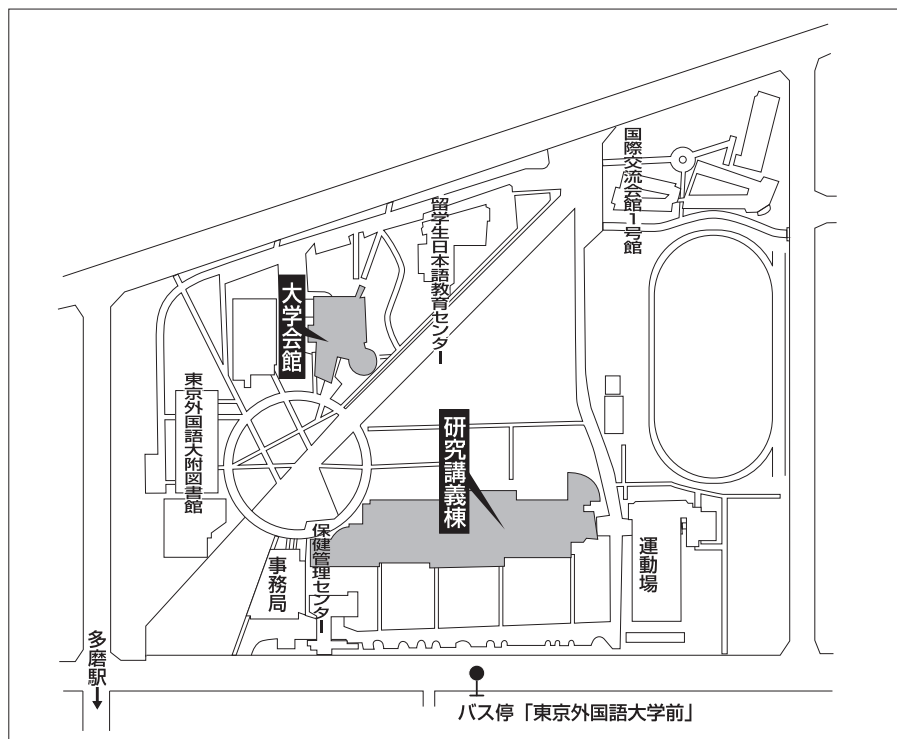 国際交流会館1号館
留学生日本語教育センター
大学会館
東京外国語大附図書館
研究講義棟
保健管理センター
事務局
運動場
多磨駅
バス停「東京外国語大学前」